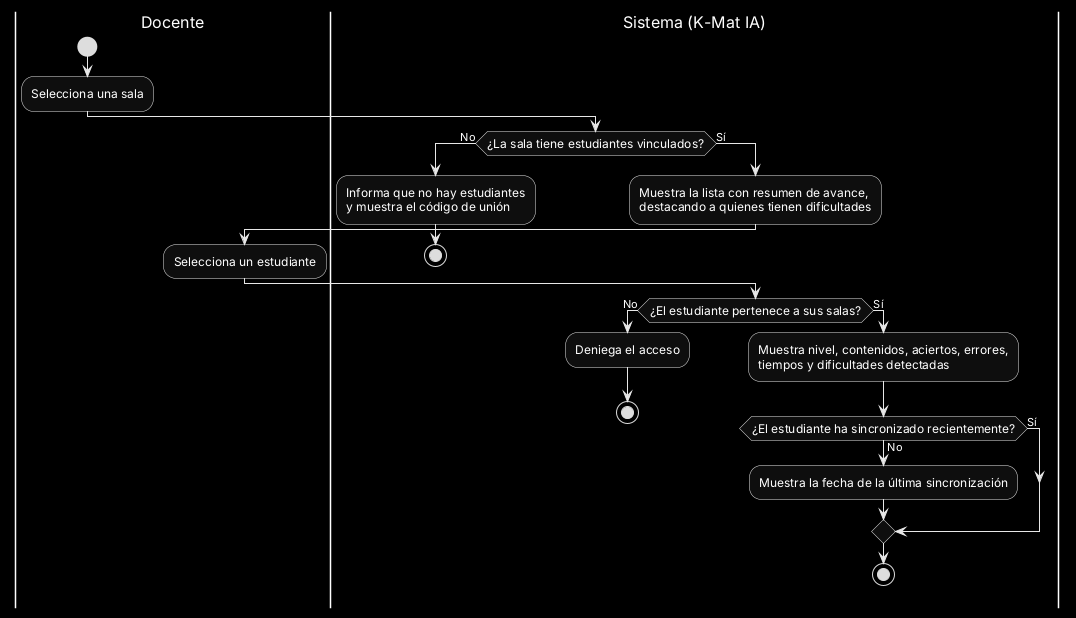 Docente
Sistema (K-Mat IA)
Selecciona una sala
No
¿La sala tiene estudiantes vinculados?
Sí
Informa que no hay estudiantes
y muestra el código de unión
Muestra la lista con resumen de avance,
destacando a quienes tienen dificultades
Selecciona un estudiante
No
¿El estudiante pertenece a sus salas?
Sí
Deniega el acceso
Muestra nivel, contenidos, aciertos, errores,
tiempos y dificultades detectadas
¿El estudiante ha sincronizado recientemente?
Sí
No
Muestra la fecha de la última sincronización